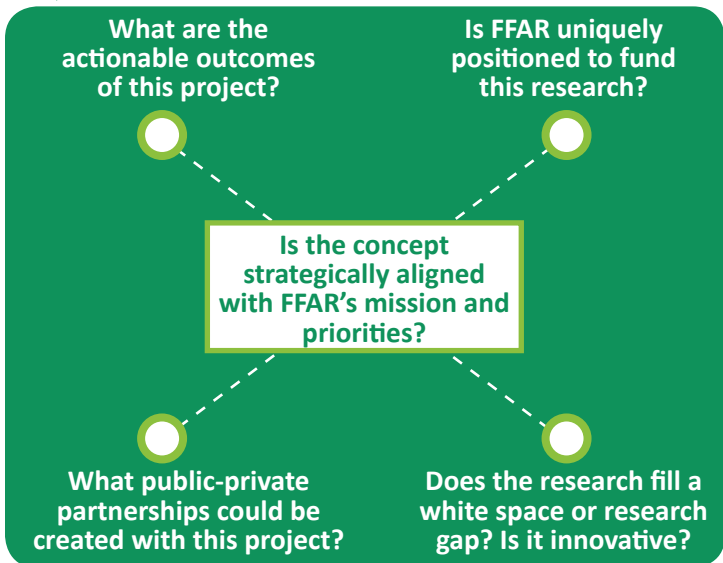 What are the
actionable outcomes
of this project?
Is FFAR uniquely
positioned to fund
this research?
Is the concept
strategically aligned
with FFAR's mission and
priorities?
What public-private
partnerships could be
created with this project?
Does the research fill a
white space or research
gap? Is it innovative?